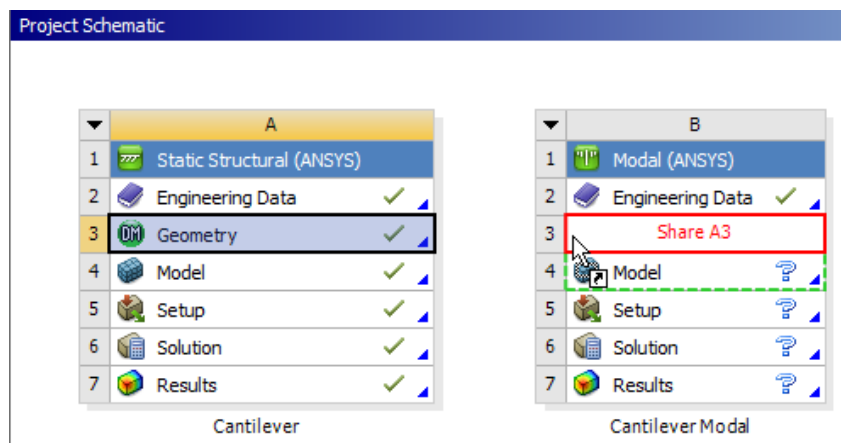 Project Schematic
A
1 Static Structural (ANSYS)
2 Engineering Data
3 DM Geometry
4 Model
5 Setup
6 Solution
7 Results
Cantilever
B
1 Modal (ANSYS)
2 Engineering Data
3 Share A3
4 Model ?
5 Setup ?
6 Solution ?
7 Results ?
Cantilever Modal